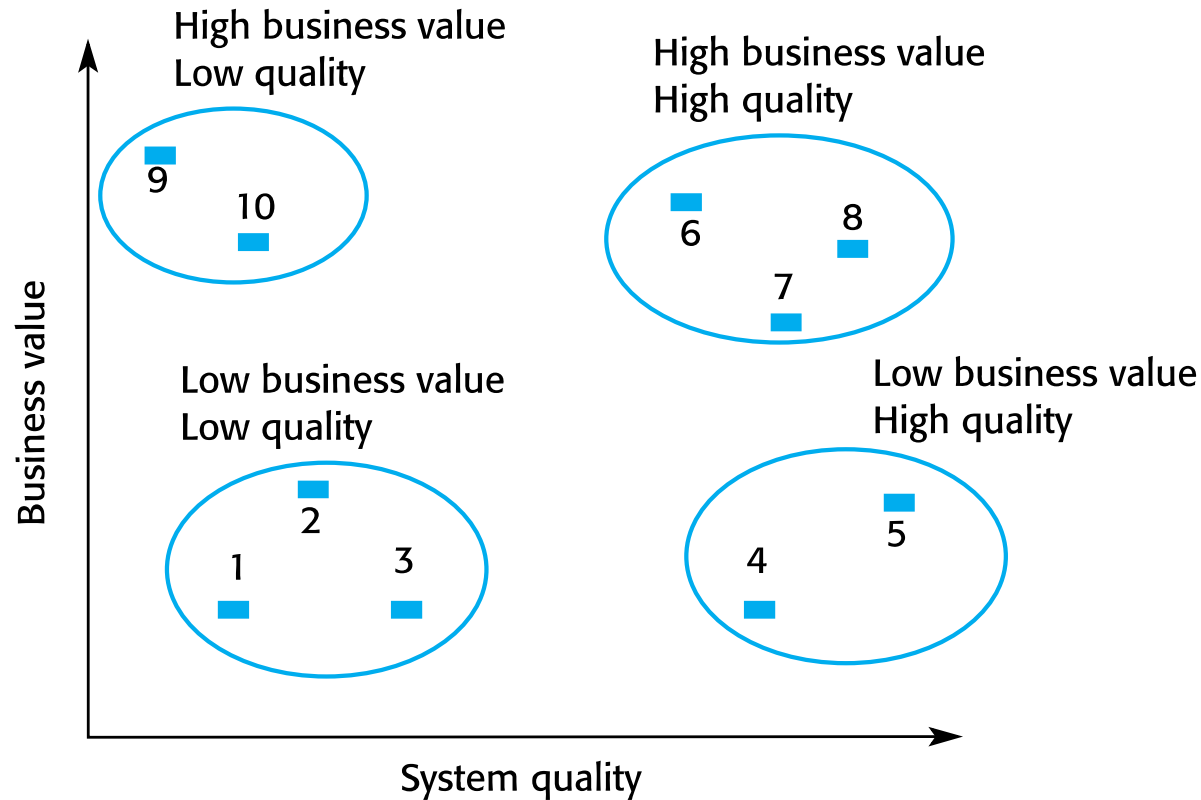 High business value
Low quality
High business value
High quality
9
10
6
8
7
Business value
Low business value
Low quality
Low business value
High quality
2
1
3
4
5
System quality